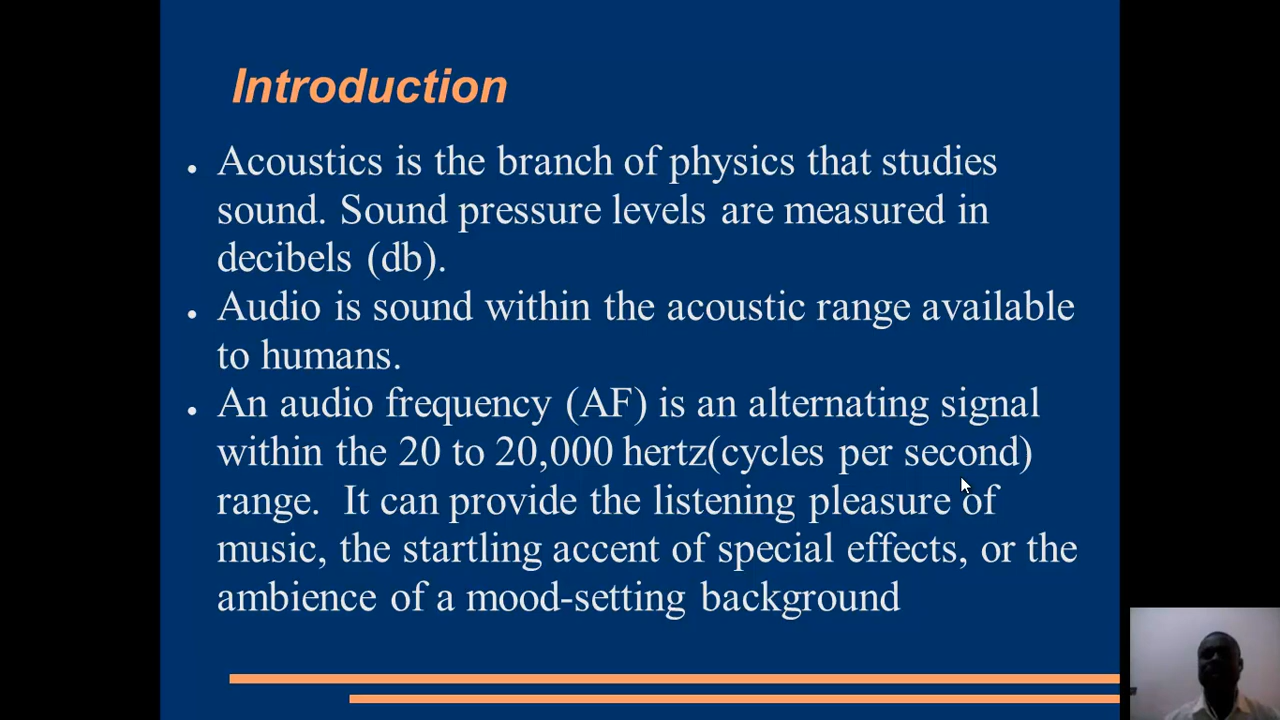 Introduction
Acoustics is the branch of physics that studies
sound. Sound pressure levels are measured in
decibels (db).
Audio is sound within the acoustic range available
to humans.
An audio frequency (AF) is an alternating signal
within the 20 to 20,000 hertz(cycles per second)
range.  It can provide the listening pleasure of
music, the startling accent of special effects, or the
ambience of a mood-setting background